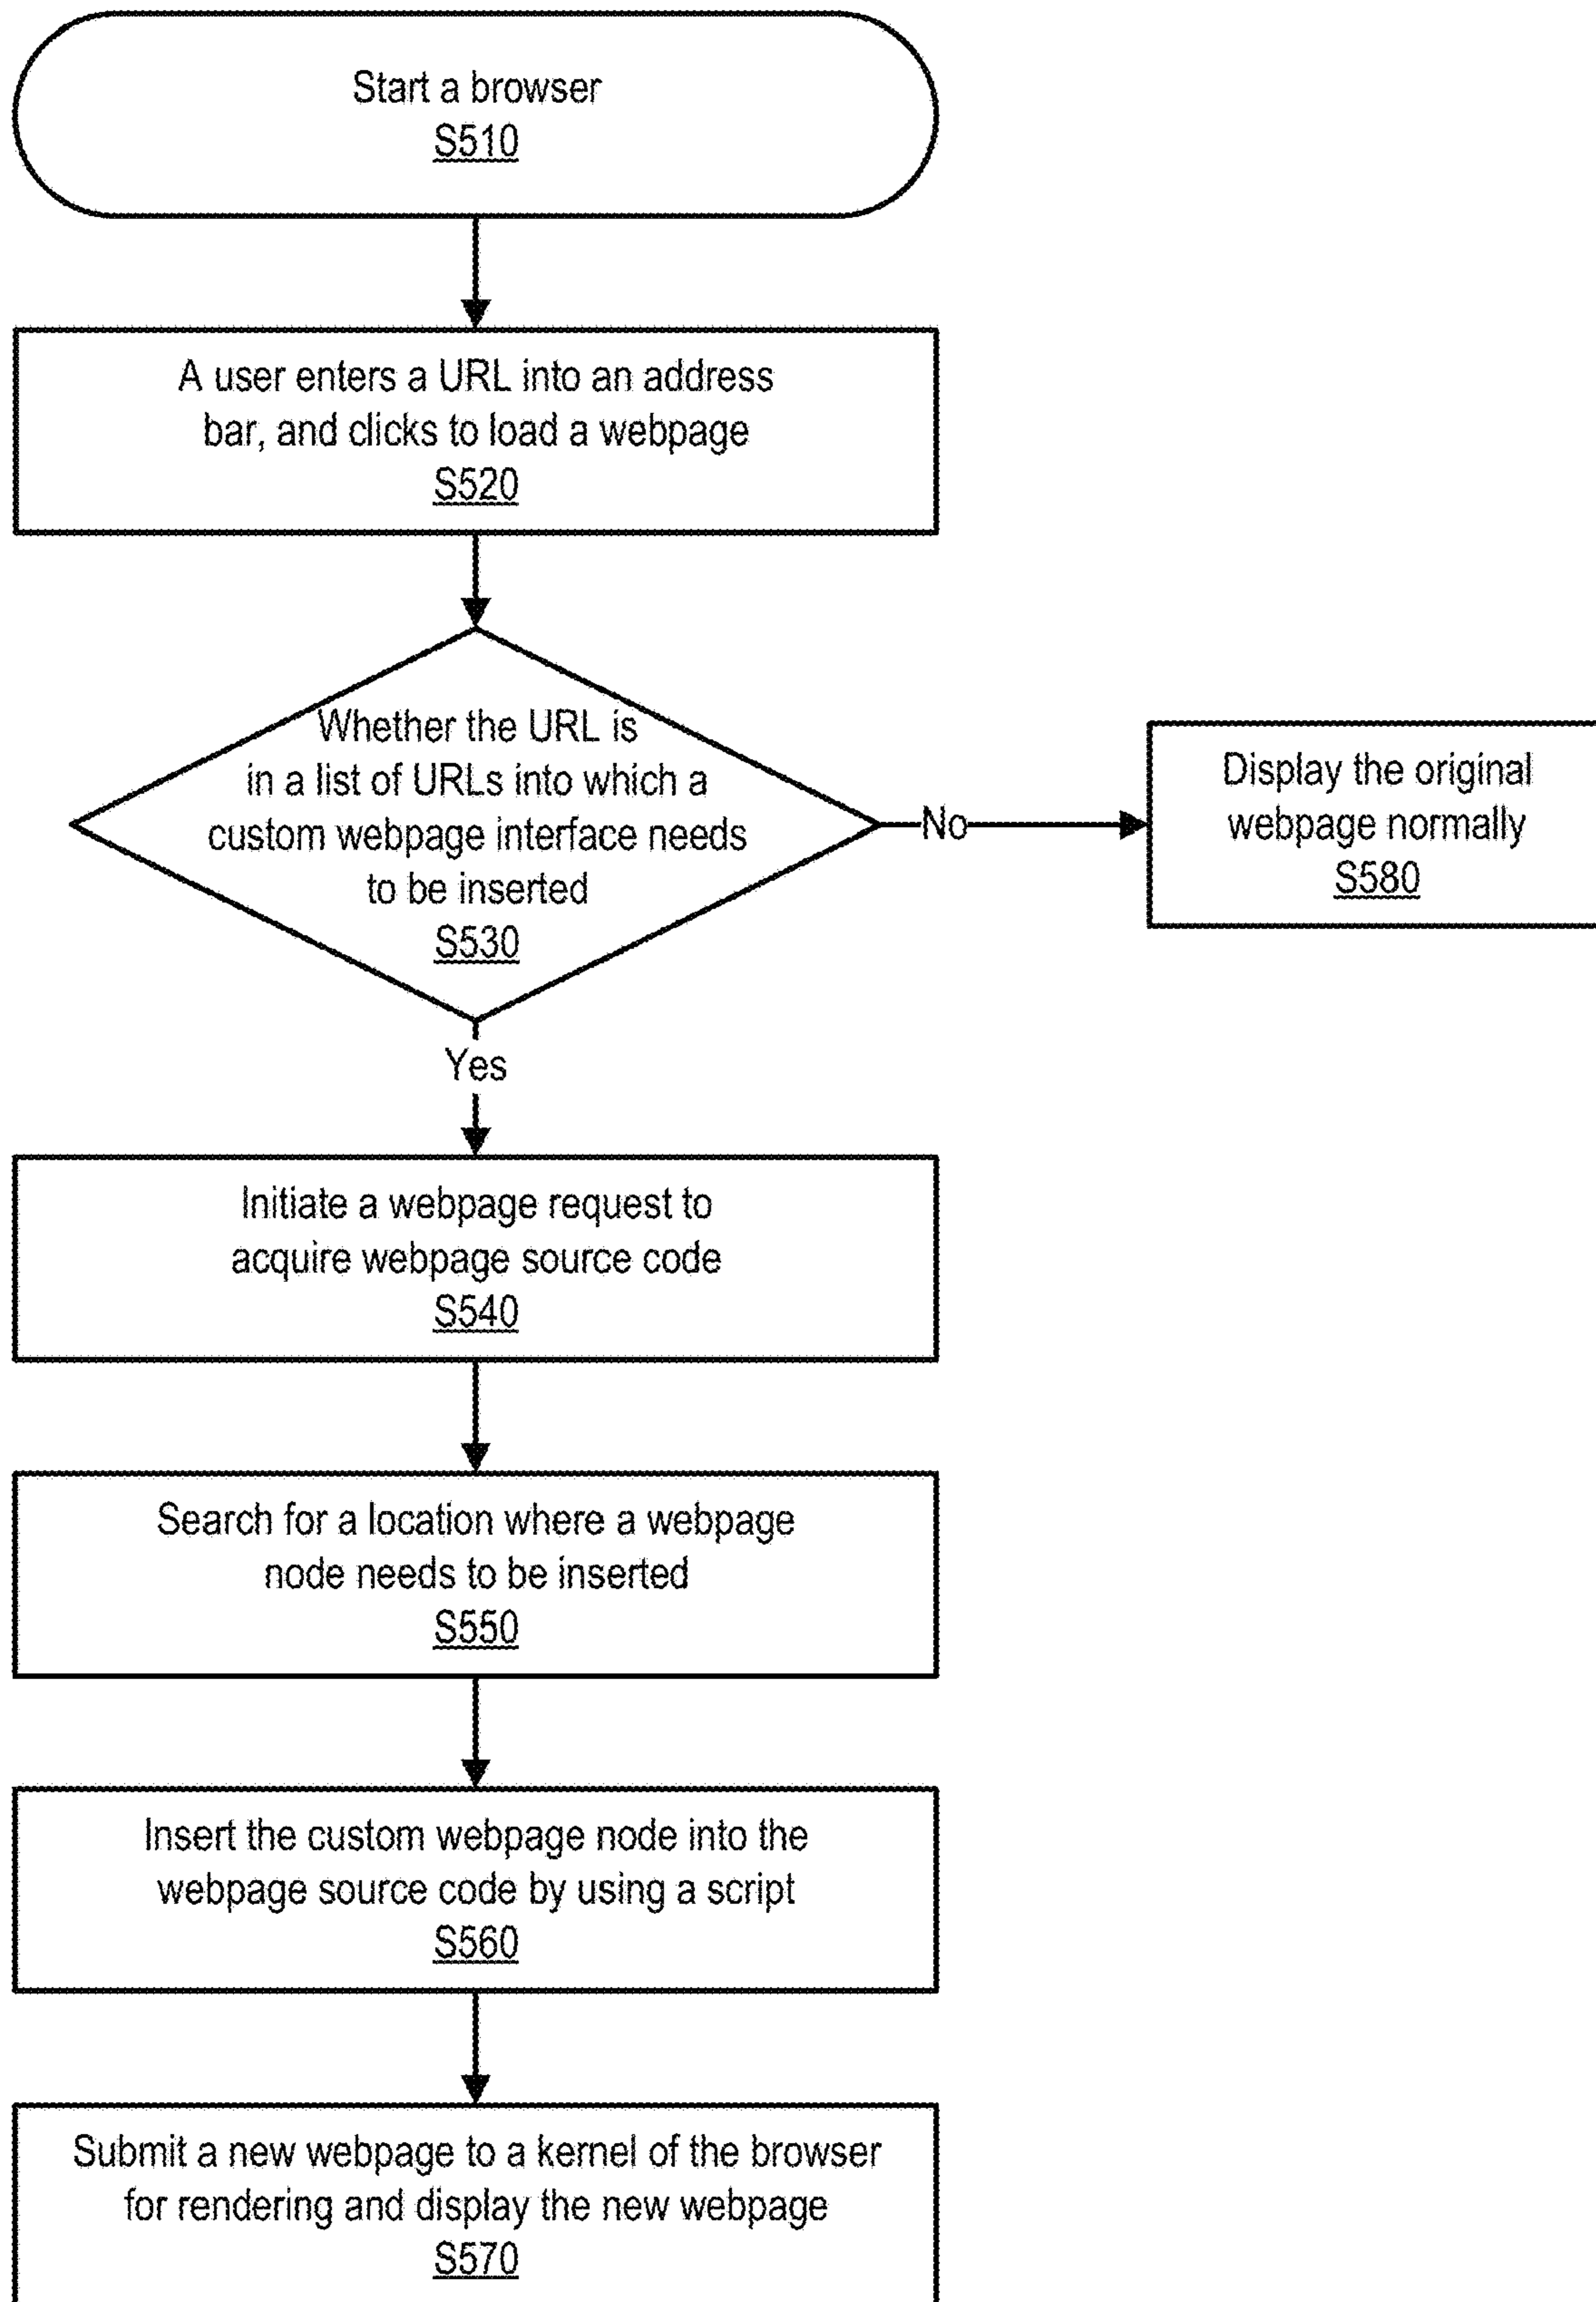 Start a browser
S510
A user enters a URL into an address
bar, and clicks to load a webpage
S520
Whether the URL is
in a list of URLs into which a
custom webpage interface needs
to be inserted
S530
No
Display the original
webpage normally
S580
Yes
Initiate a webpage request to
acquire webpage source code
S540
Search for a location where a webpage
node needs to be inserted
S550
Insert the custom webpage node into the
webpage source code by using a script
S560
Submit a new webpage to a kernel of the browser
for rendering and display the new webpage
S570